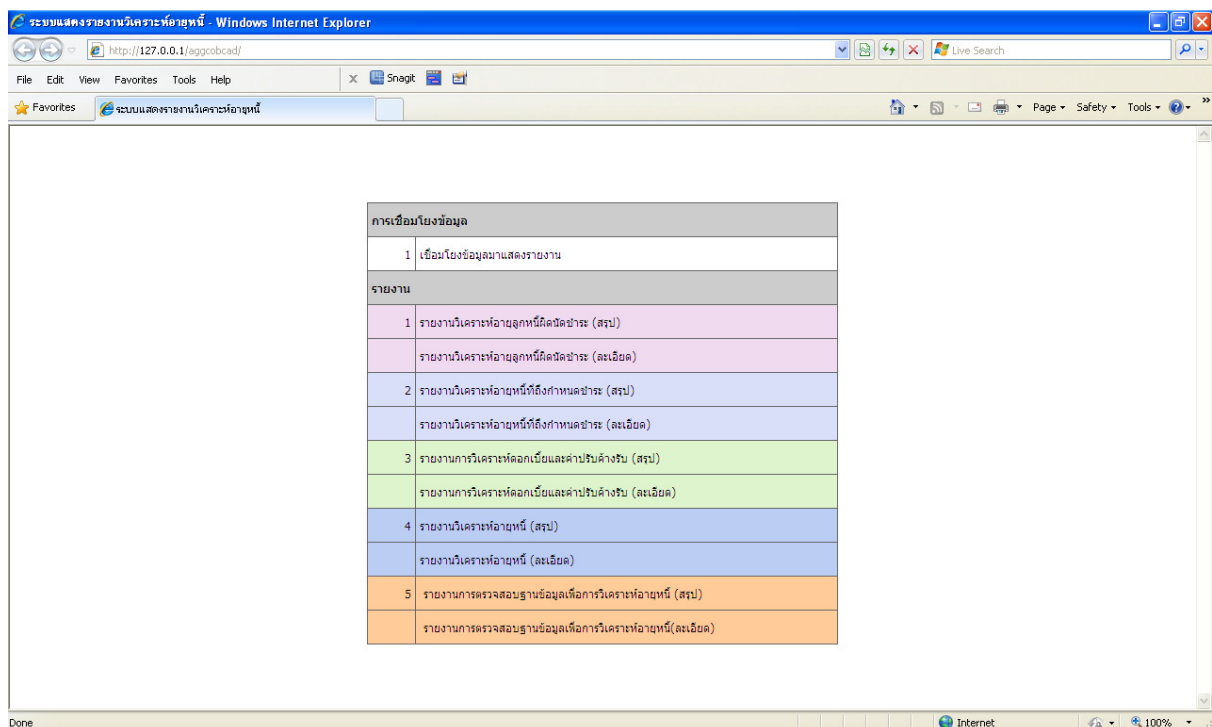 ระบบแสดงรายงานวิเคราะห์อายุหนี้ - Windows Internet Explorer
http://127.0.0.1/aggcobcad/
Live Search
File Edit View Favorites Tools Help
x Snagit
Favorites ระบบแสดงรายงานวิเคราะห์อายุหนี้
Page Safety Tools
การเชื่อมโยงข้อมูล
1 เชื่อมโยงข้อมูลมาแสดงรายงาน
รายงาน
1 รายงานวิเคราะห์อายุลูกหนี้ผิดนัดชำระ (สรุป)
รายงานวิเคราะห์อายุลูกหนี้ผิดนัดชำระ (ละเอียด)
2 รายงานวิเคราะห์อายุหนี้ที่ถึงกำหนดชำระ (สรุป)
รายงานวิเคราะห์อายุหนี้ที่ถึงกำหนดชำระ (ละเอียด)
3 รายงานการวิเคราะห์ดอกเบี้ยและค่าปรับค้างรับ (สรุป)
รายงานการวิเคราะห์ดอกเบี้ยและค่าปรับค้างรับ (ละเอียด)
4 รายงานวิเคราะห์อายุหนี้ (สรุป)
รายงานวิเคราะห์อายุหนี้ (ละเอียด)
5 รายงานการตรวจสอบฐานข้อมูลเพื่อการวิเคราะห์อายุหนี้ (สรุป)
รายงานการตรวจสอบฐานข้อมูลเพื่อการวิเคราะห์อายุหนี้(ละเอียด)
Done Internet 100%